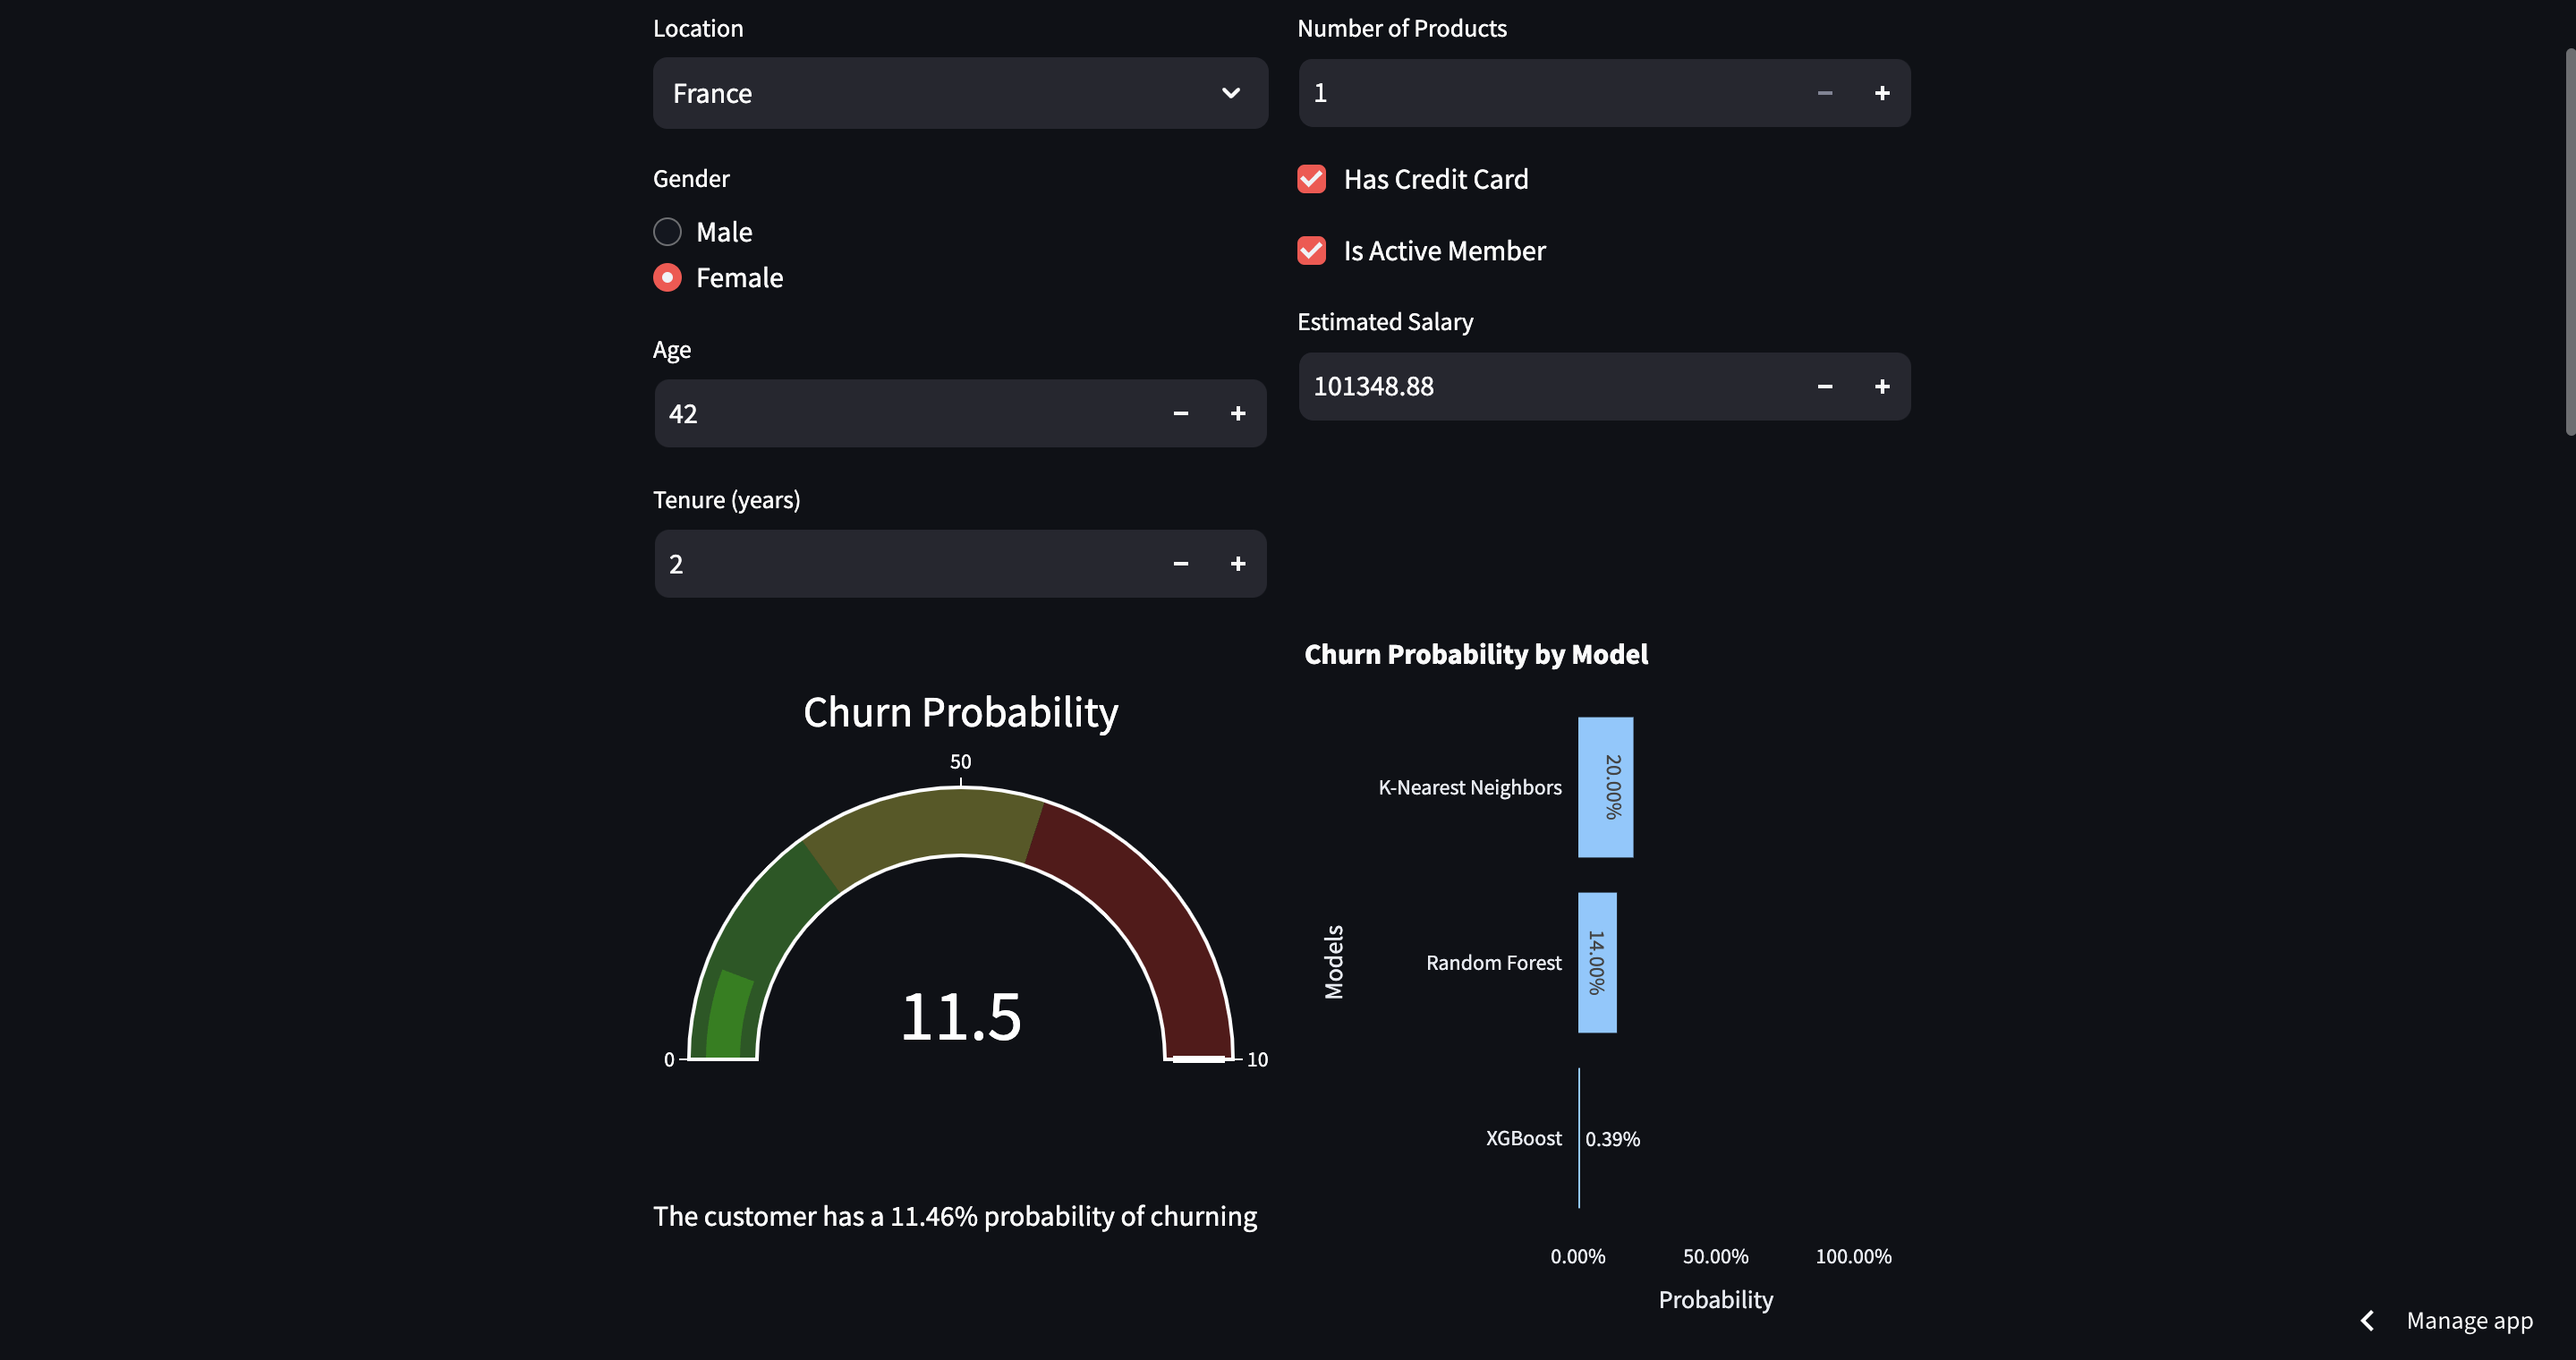 Location
France
Gender
Male
Female
Age
42
Tenure (years)
2
Number of Products
1
Has Credit Card
Is Active Member
Estimated Salary
101348.88
Churn Probability
50
0
10
11.5
The customer has a 11.46% probability of churning
Churn Probability by Model
Models
K-Nearest Neighbors
20.00%
Random Forest
14.00%
XGBoost
0.39%
0.00% 50.00% 100.00%
Probability
Manage app